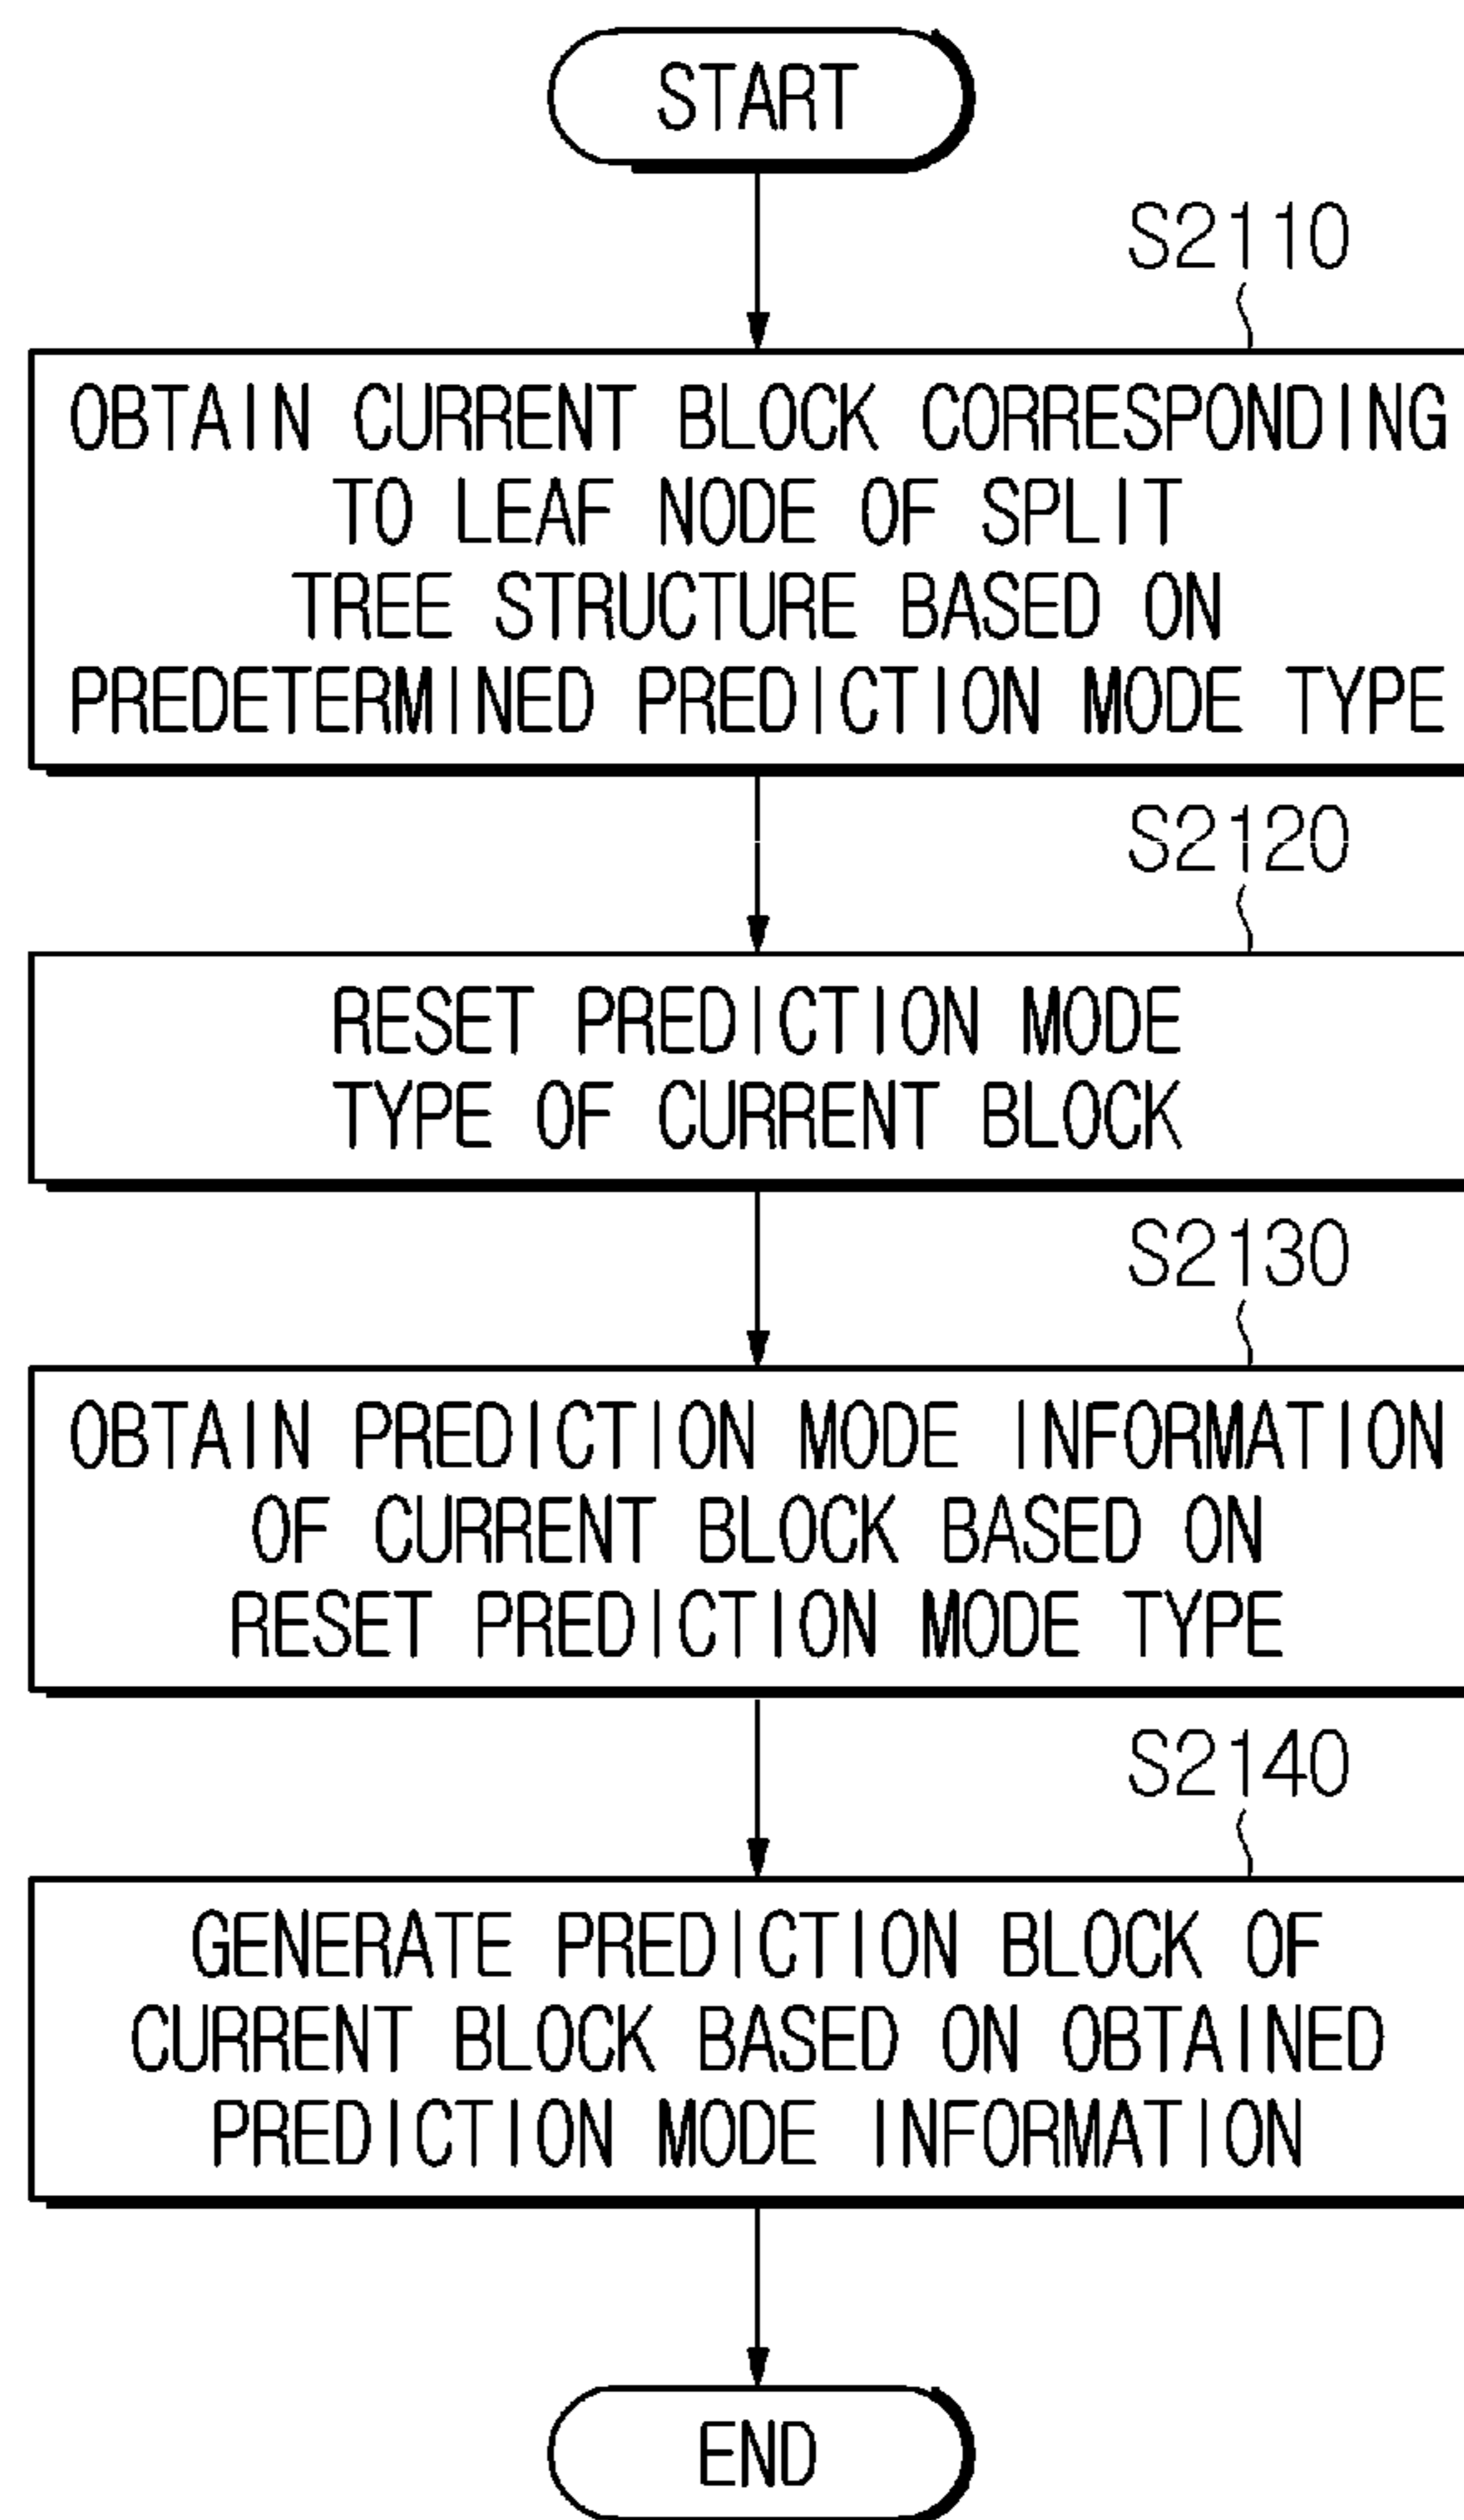 START
S2110
OBTAIN CURRENT BLOCK CORRESPONDING
TO LEAF NODE OF SPLIT
TREE STRUCTURE BASED ON
PREDETERMINED PREDICTION MODE TYPE
S2120
RESET PREDICTION MODE
TYPE OF CURRENT BLOCK
S2130
OBTAIN PREDICTION MODE INFORMATION
OF CURRENT BLOCK BASED ON
RESET PREDICTION MODE TYPE
S2140
GENERATE PREDICTION BLOCK OF
CURRENT BLOCK BASED ON OBTAINED
PREDICTION MODE INFORMATION
END